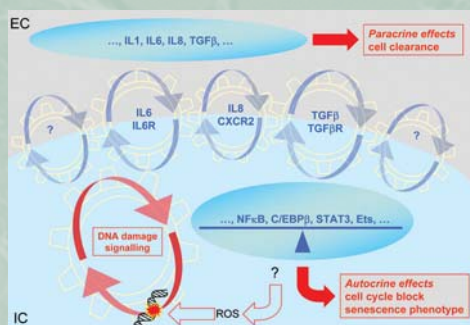 EC
..., IL1, IL6, IL8, TGFβ, ...
Paracrine effects
cell clearance
?
IL6
IL6R
IL8
CXCR2
TGFβ
TGFβR
?
DNA damage
signalling
..., NFκB, C/EBPβ, STAT3, Ets, ...
?
ROS
Autocrine effects
cell cycle block
senescence phenotype
IC